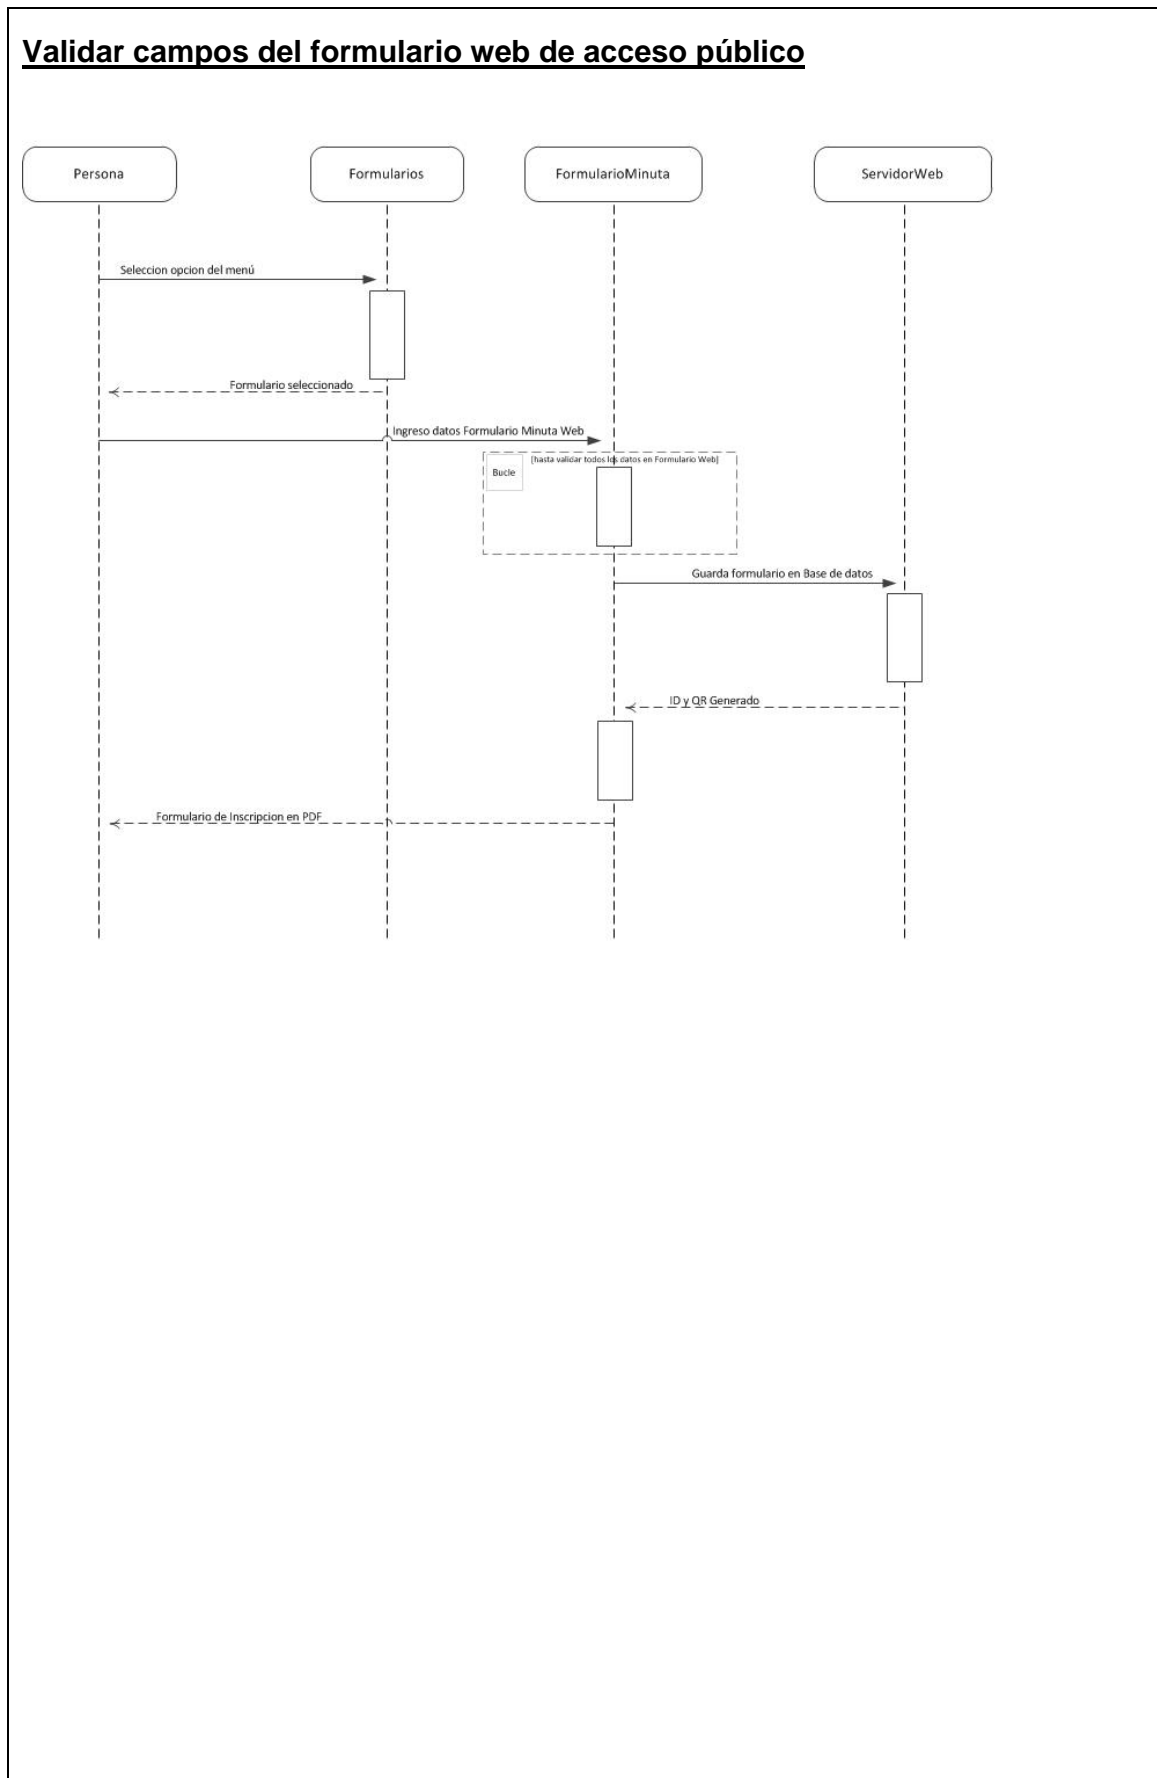 Validar campos del formulario web de acceso público
Persona
Formularios
FormularioMinuta
ServidorWeb
Seleccion opcion del menú
Formulario seleccionado
Ingreso datos Formulario Minuta Web
[hasta validar todos los datos en Formulario Web]
Bucle
Guarda formulario en Base de datos
ID y QR Generado
Formulario de Inscripcion en PDF